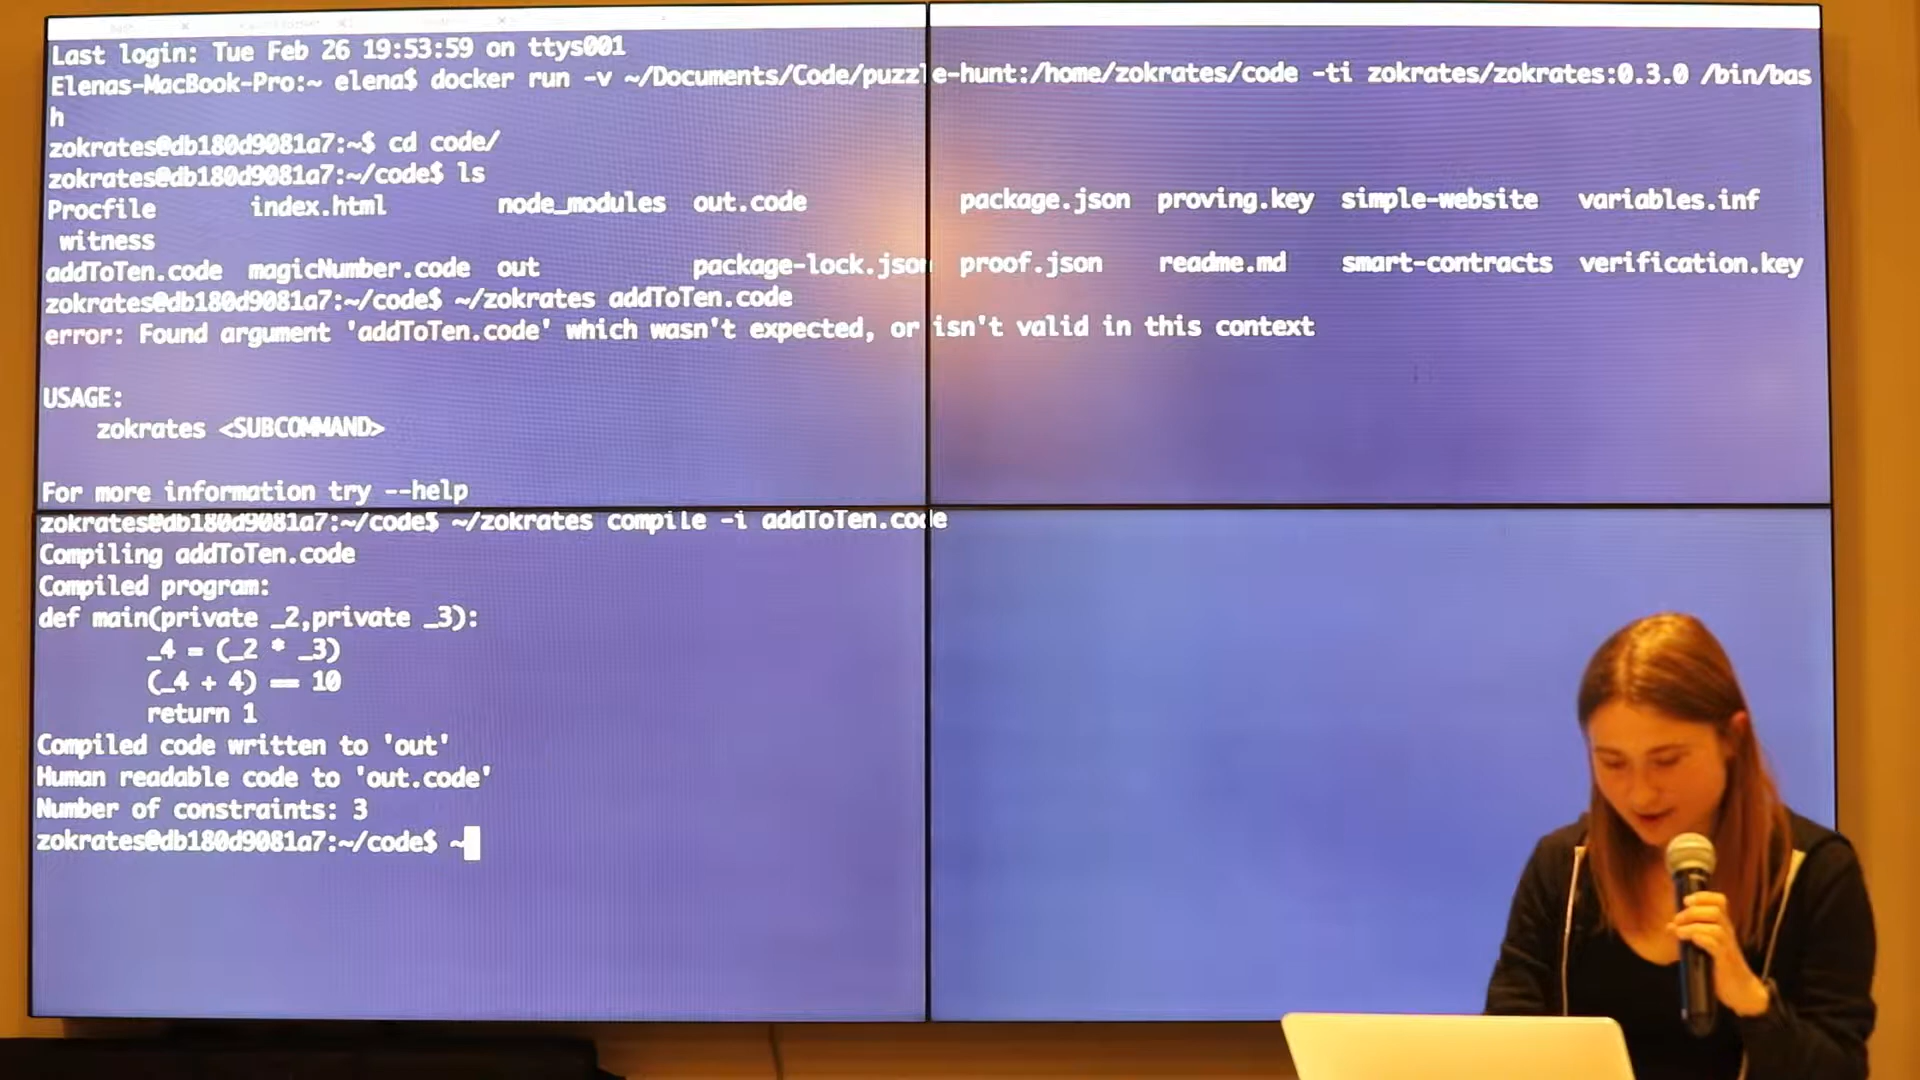 Last login: Tue Feb 26 19:53:59 on ttys001
Elenas-MacBook-Pro:~ elena$ docker run -v ~/Documents/Code/puzzle-hunt:/home/zokrates/code -ti zokrates/zokrates:0.3.0 /bin/bas
h
zokrates@db180d9081a7:~$ cd code/
zokrates@db180d9081a7:~/code$ ls
Procfile index.html node_modules out.code package.json proving.key simple-website variables.inf
witness
addToTen.code magicNumber.code out package-lock.json proof.json readme.md smart-contracts verification.key
zokrates@db180d9081a7:~/code$ ~/zokrates addToTen.code
error: Found argument 'addToTen.code' which wasn't expected, or isn't valid in this context
USAGE:
zokrates <SUBCOMMAND>
For more information try --help
zokrates@db180d9081a7:~/code$ ~/zokrates compile -i addToTen.code
Compiling addToTen.code
Compiled program:
def main(private _2,private _3):
_4 = (_2 * _3)
(_4 + 4) == 10
return 1
Compiled code written to 'out'
Human readable code to 'out.code'
Number of constraints: 3
zokrates@db180d9081a7:~/code$ ~